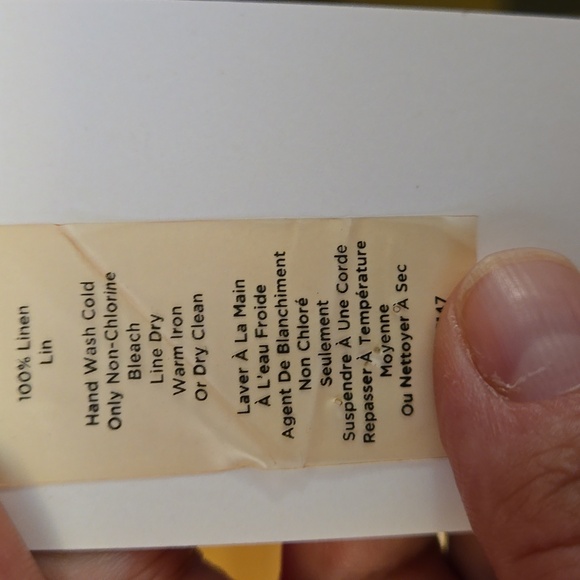 100% Linen
Lin
Hand Wash Cold
Only Non-Chlorine
Bleach
Line Dry
Warm Iron
Or Dry Clean
Laver À La Main
À L'eau Froide
Agent De Blanchiment
Non Chloré
Seulement
Suspendre À Une Corde
Repasser À Température
Moyenne
Ou Nettoyer À Sec